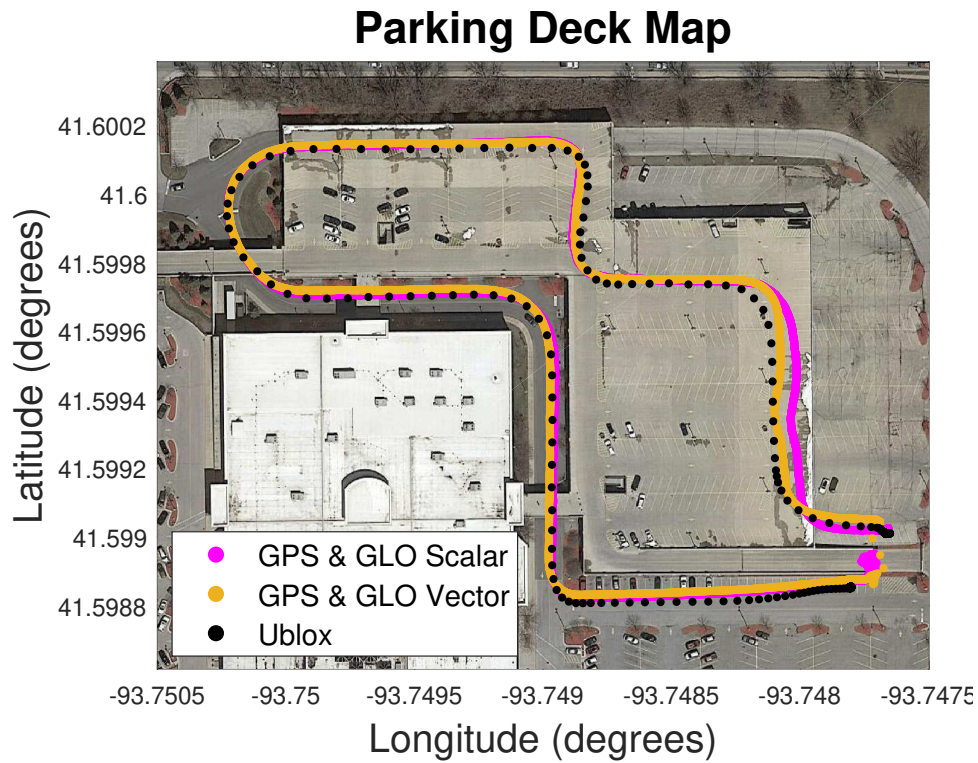 Parking Deck Map
Latitude (degrees)
41.6002
41.6
41.5998
41.5996
41.5994
41.5992
41.599
41.5988
GPS & GLO Scalar
GPS & GLO Vector
Ublox
-93.7505 -93.75 -93.7495 -93.749 -93.7485 -93.748 -93.7475
Longitude (degrees)